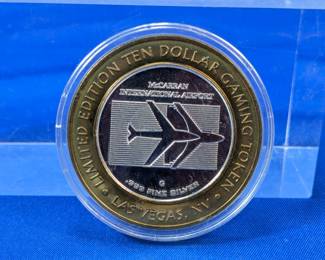 LIMITED EDITION TEN DOLLAR GAMING TOKEN
McCARRAN
INTERNATIONAL AIRPORT
G
.999 FINE SILVER
• LAS VEGAS, NV •